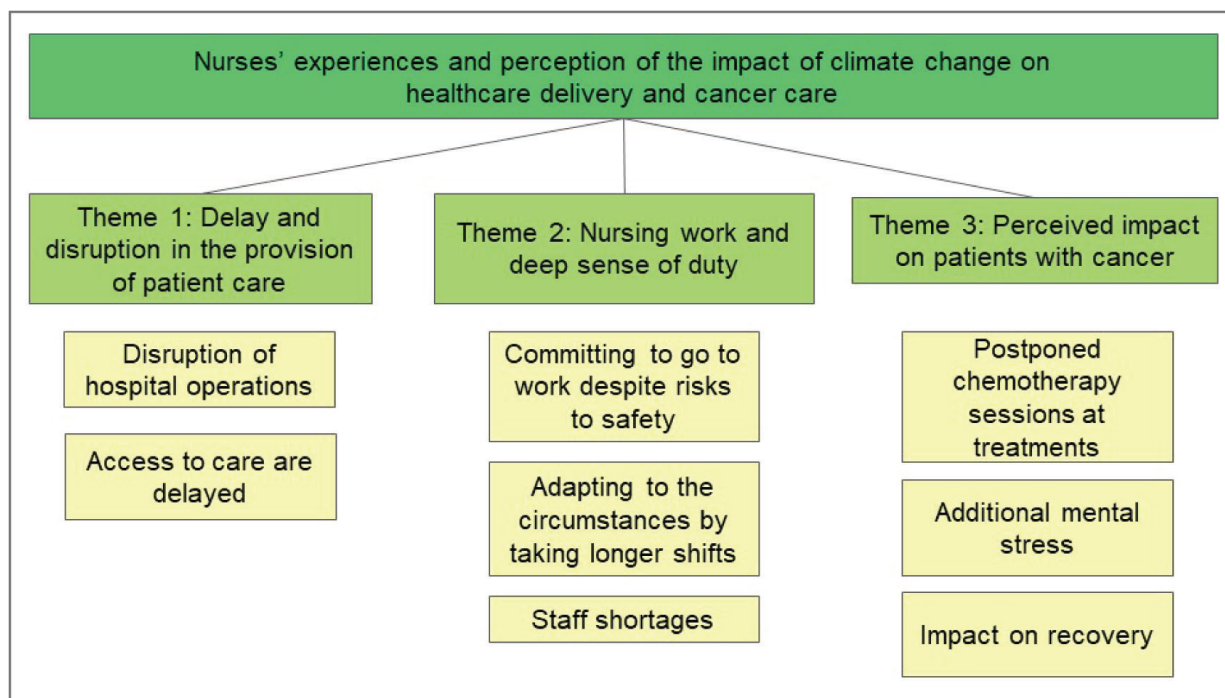 Nurses’ experiences and perception of the impact of climate change on
healthcare delivery and cancer care
Theme 1: Delay and
disruption in the provision
of patient care
Disruption of
hospital operations
Access to care are
delayed
Theme 2: Nursing work and
deep sense of duty
Committing to go to
work despite risks
to safety
Adapting to the
circumstances by
taking longer shifts
Staff shortages
Theme 3: Perceived impact
on patients with cancer
Postponed
chemotherapy
sessions at
treatments
Additional mental
stress
Impact on recovery